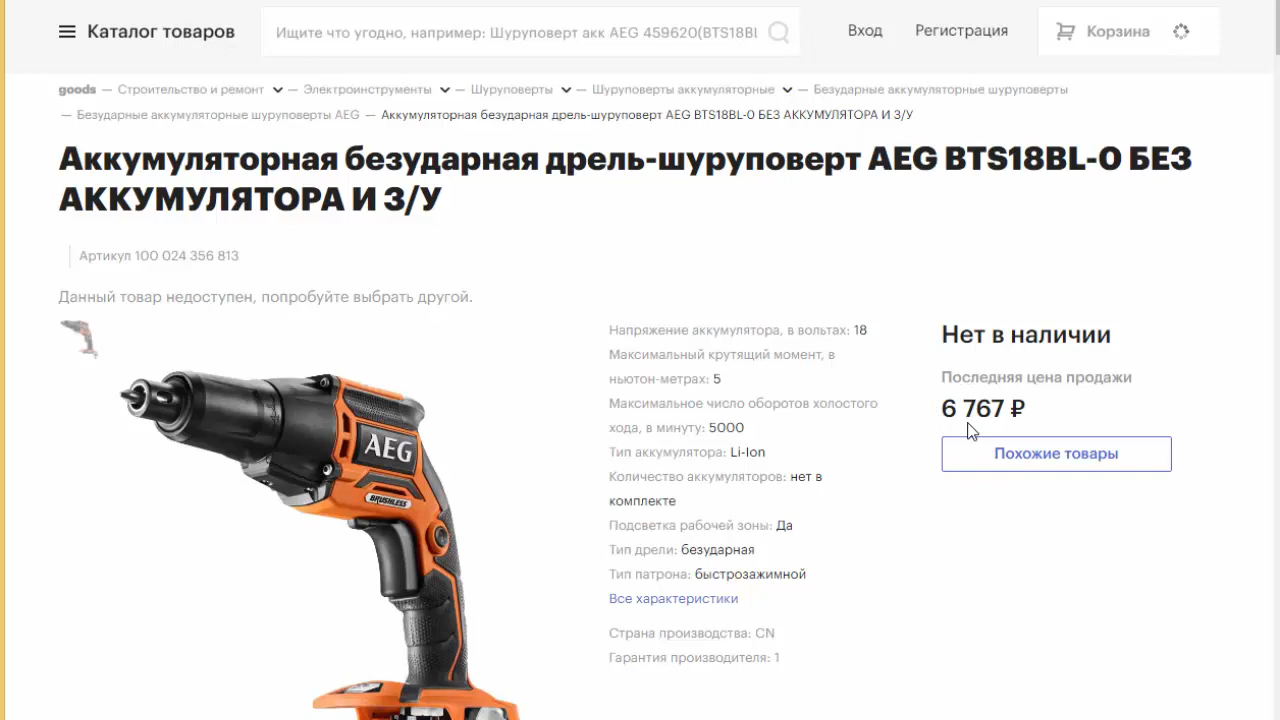 Каталог товаров
Ищите что угодно, например: Шуруповерт акк AEG 459620(BTS18BL
Вход
Регистрация
Корзина
goods — Строительство и ремонт — Электроинструменты — Шуруповерты — Шуруповерты аккумуляторные — Безударные аккумуляторные шуруповерты
— Безударные аккумуляторные шуруповерты AEG — Аккумуляторная безударная дрель-шуруповерт AEG BTS18BL-0 БЕЗ АККУМУЛЯТОРА И З/У
Аккумуляторная безударная дрель-шуруповерт AEG BTS18BL-0 БЕЗ
АККУМУЛЯТОРА И З/У
Артикул 100 024 356 813
Данный товар недоступен, попробуйте выбрать другой.
AEG
BRUSHLESS
Напряжение аккумулятора, в вольтах: 18
Максимальный крутящий момент, в
ньютон-метрах: 5
Максимальное число оборотов холостого
хода, в минуту: 5000
Тип аккумулятора: Li-Ion
Количество аккумуляторов: нет в
комплекте
Подсветка рабочей зоны: Да
Тип дрели: безударная
Тип патрона: быстрозажимной
Все характеристики
Страна производства: CN
Гарантия производителя: 1
Нет в наличии
Последняя цена продажи
6 767 ₽
Похожие товары